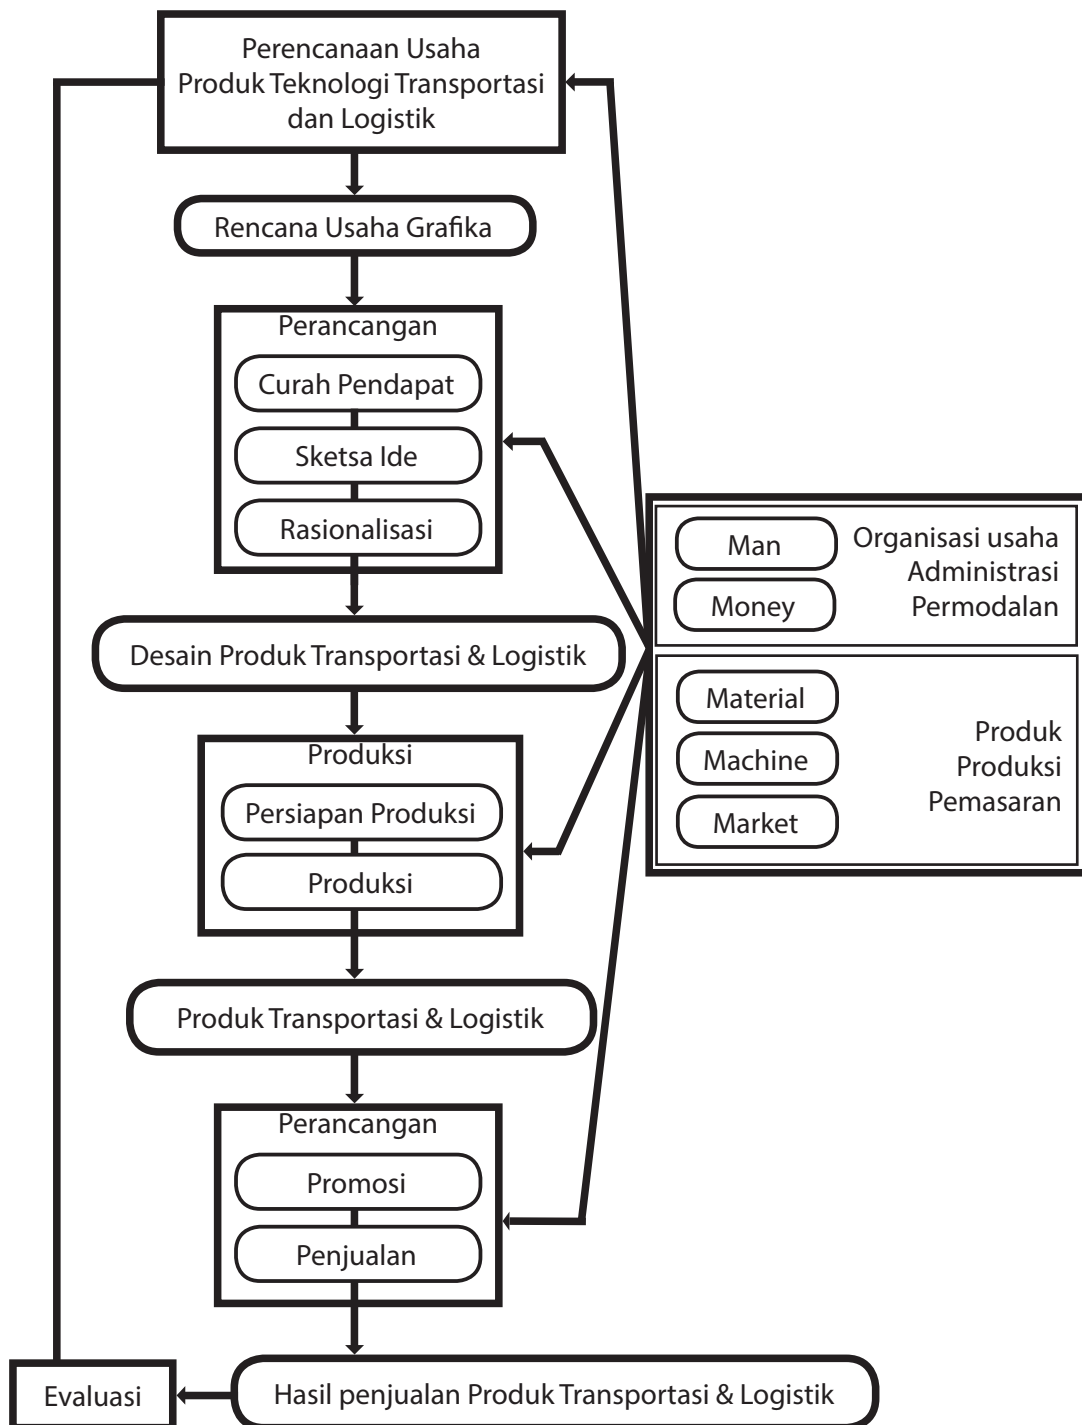 Perencanaan Usaha
Produk Teknologi Transportasi
dan Logistik
Rencana Usaha Grafika
Perancangan
Curah Pendapat
Sketsa Ide
Rasionalisasi
Desain Produk Transportasi & Logistik
Produksi
Persiapan Produksi
Produksi
Produk Transportasi & Logistik
Perancangan
Promosi
Penjualan
Hasil penjualan Produk Transportasi & Logistik
Evaluasi
Man
Money
Organisasi usaha
Administrasi
Permodalan
Material
Machine
Market
Produk
Produksi
Pemasaran